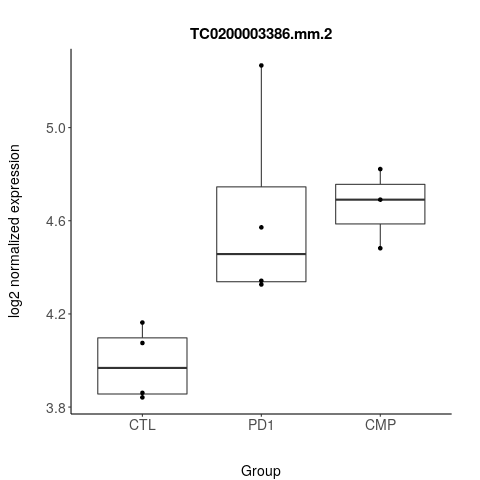 TC0200003386.mm.2
log2 normalized expression
5.0
4.6
4.2
3.8
CTL
PD1
CMP
Group